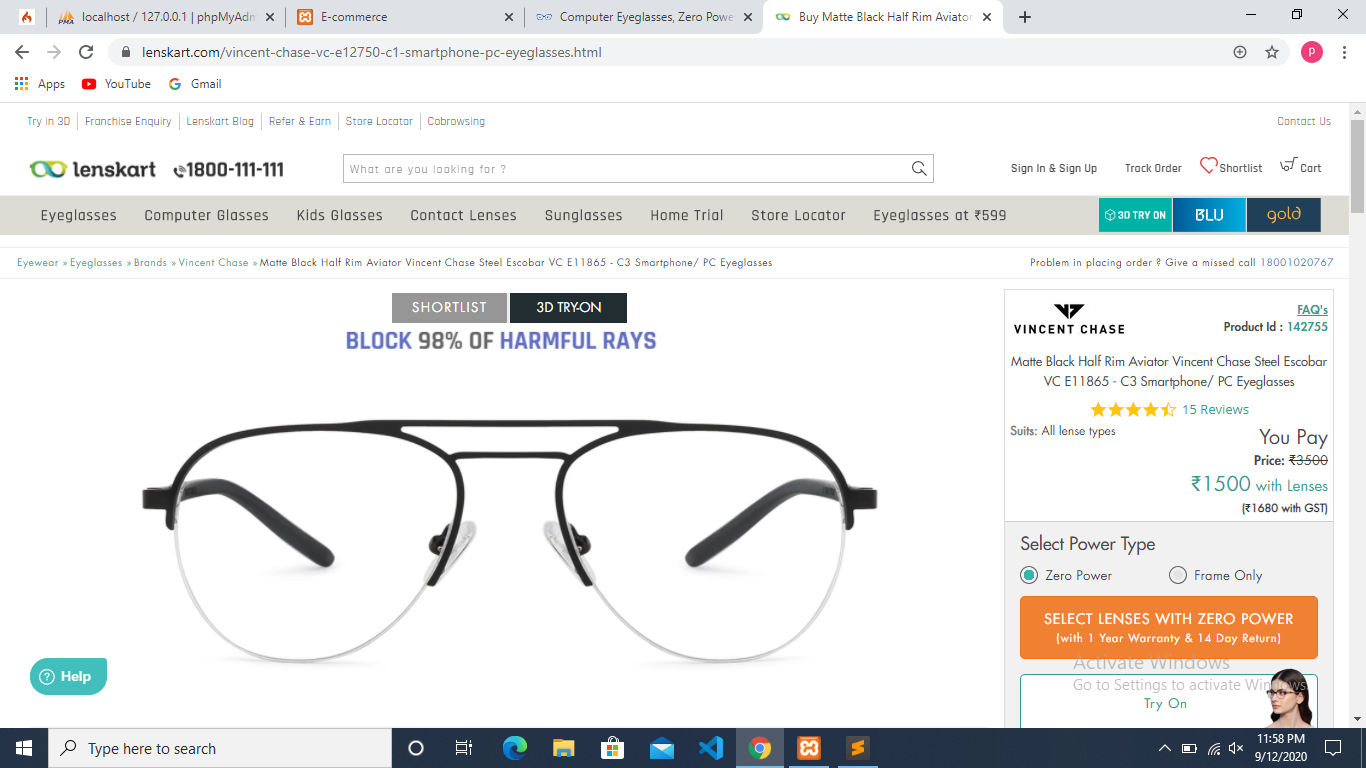 localhost / 127.0.0.1 | phpMyAdm
E-commerce
Computer Eyeglasses, Zero Powe
Buy Matte Black Half Rim Aviator
lenskart.com/vincent-chase-vc-e12750-c1-smartphone-pc-eyeglasses.html
P
Apps YouTube Gmail
Try in 3D Franchise Enquiry Lenskart Blog Refer & Earn Store Locator Cobrowsing Contact Us
lenskart 1800-111-111 What are you looking for ? Sign In & Sign Up Track Order Shortlist Cart
Eyeglasses Computer Glasses Kids Glasses Contact Lenses Sunglasses Home Trial Store Locator Eyeglasses at ₹599 3D TRY ON BLU gold
Eyewear » Eyeglasses » Brands » Vincent Chase » Matte Black Half Rim Aviator Vincent Chase Steel Escobar VC E11865 - C3 Smartphone/ PC Eyeglasses Problem in placing order ? Give a missed call 18001020767
SHORTLIST 3D TRY-ON
BLOCK 98% OF HARMFUL RAYS
VINCENT CHASE
FAQ's
Product Id : 142755
Matte Black Half Rim Aviator Vincent Chase Steel Escobar
VC E11865 - C3 Smartphone/ PC Eyeglasses
15 Reviews
Suits: All lense types
You Pay
Price: ₹3500
₹1500 with Lenses
(₹1680 with GST)
Select Power Type
Zero Power Frame Only
SELECT LENSES WITH ZERO POWER
(with 1 Year Warranty & 14 Day Return)
Activate Windows
Go to Settings to activate Windows.
Try On
Help
Type here to search
11:58 PM
9/12/2020